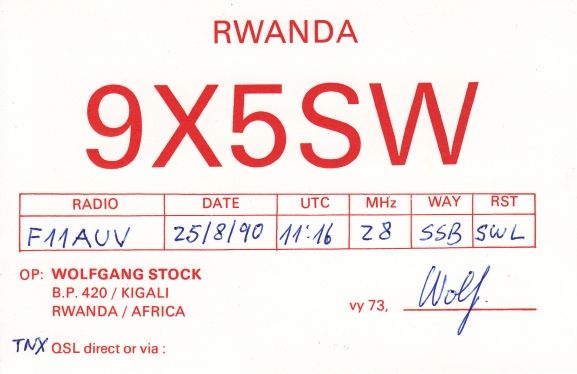 RWANDA
9X5SW
RADIO DATE UTC MHz WAY RST
F11AUV 25/8/90 11:16 28 SSB SWL
OP: WOLFGANG STOCK
B.P. 420 / KIGALI
RWANDA / AFRICA
vy 73, Wolf.
TNX QSL direct or via :